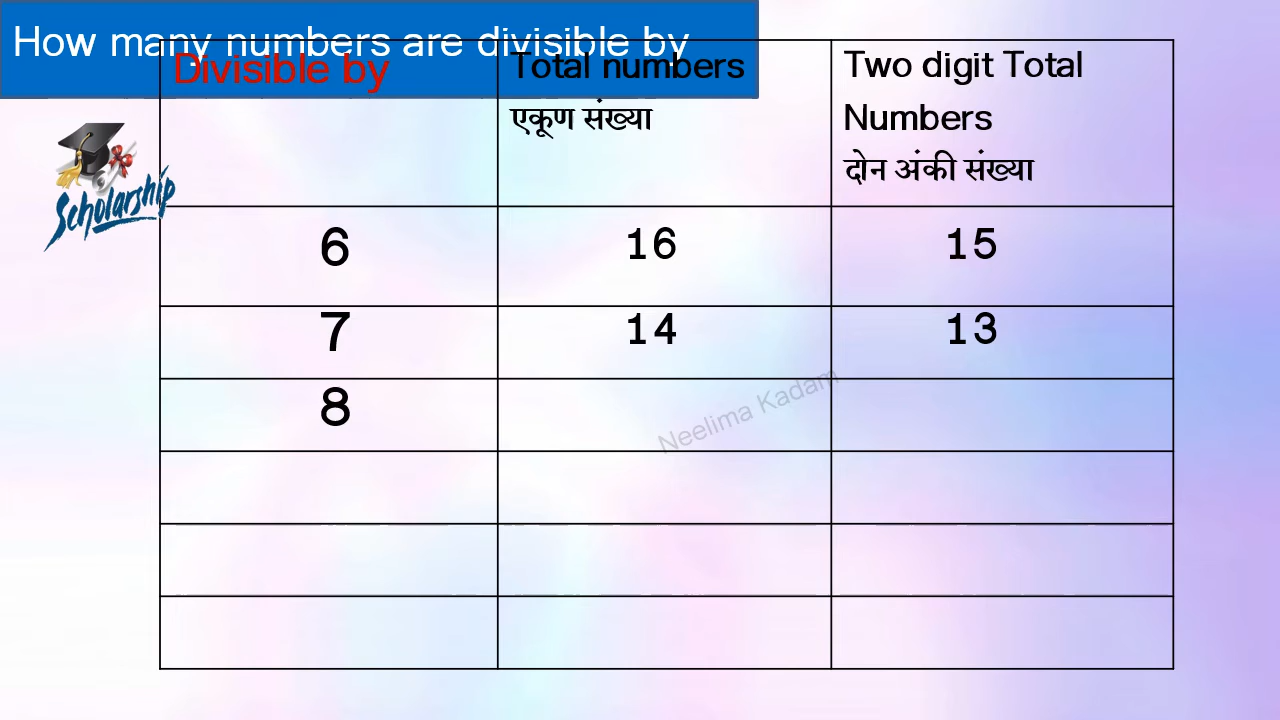 How many numbers are divisible by
Divisible by
Total numbers
एकूण संख्या
Two digit Total
Numbers
दोन अंकी संख्या
Scholarship
6 16 15
7 14 13
8
Neelima Kadam